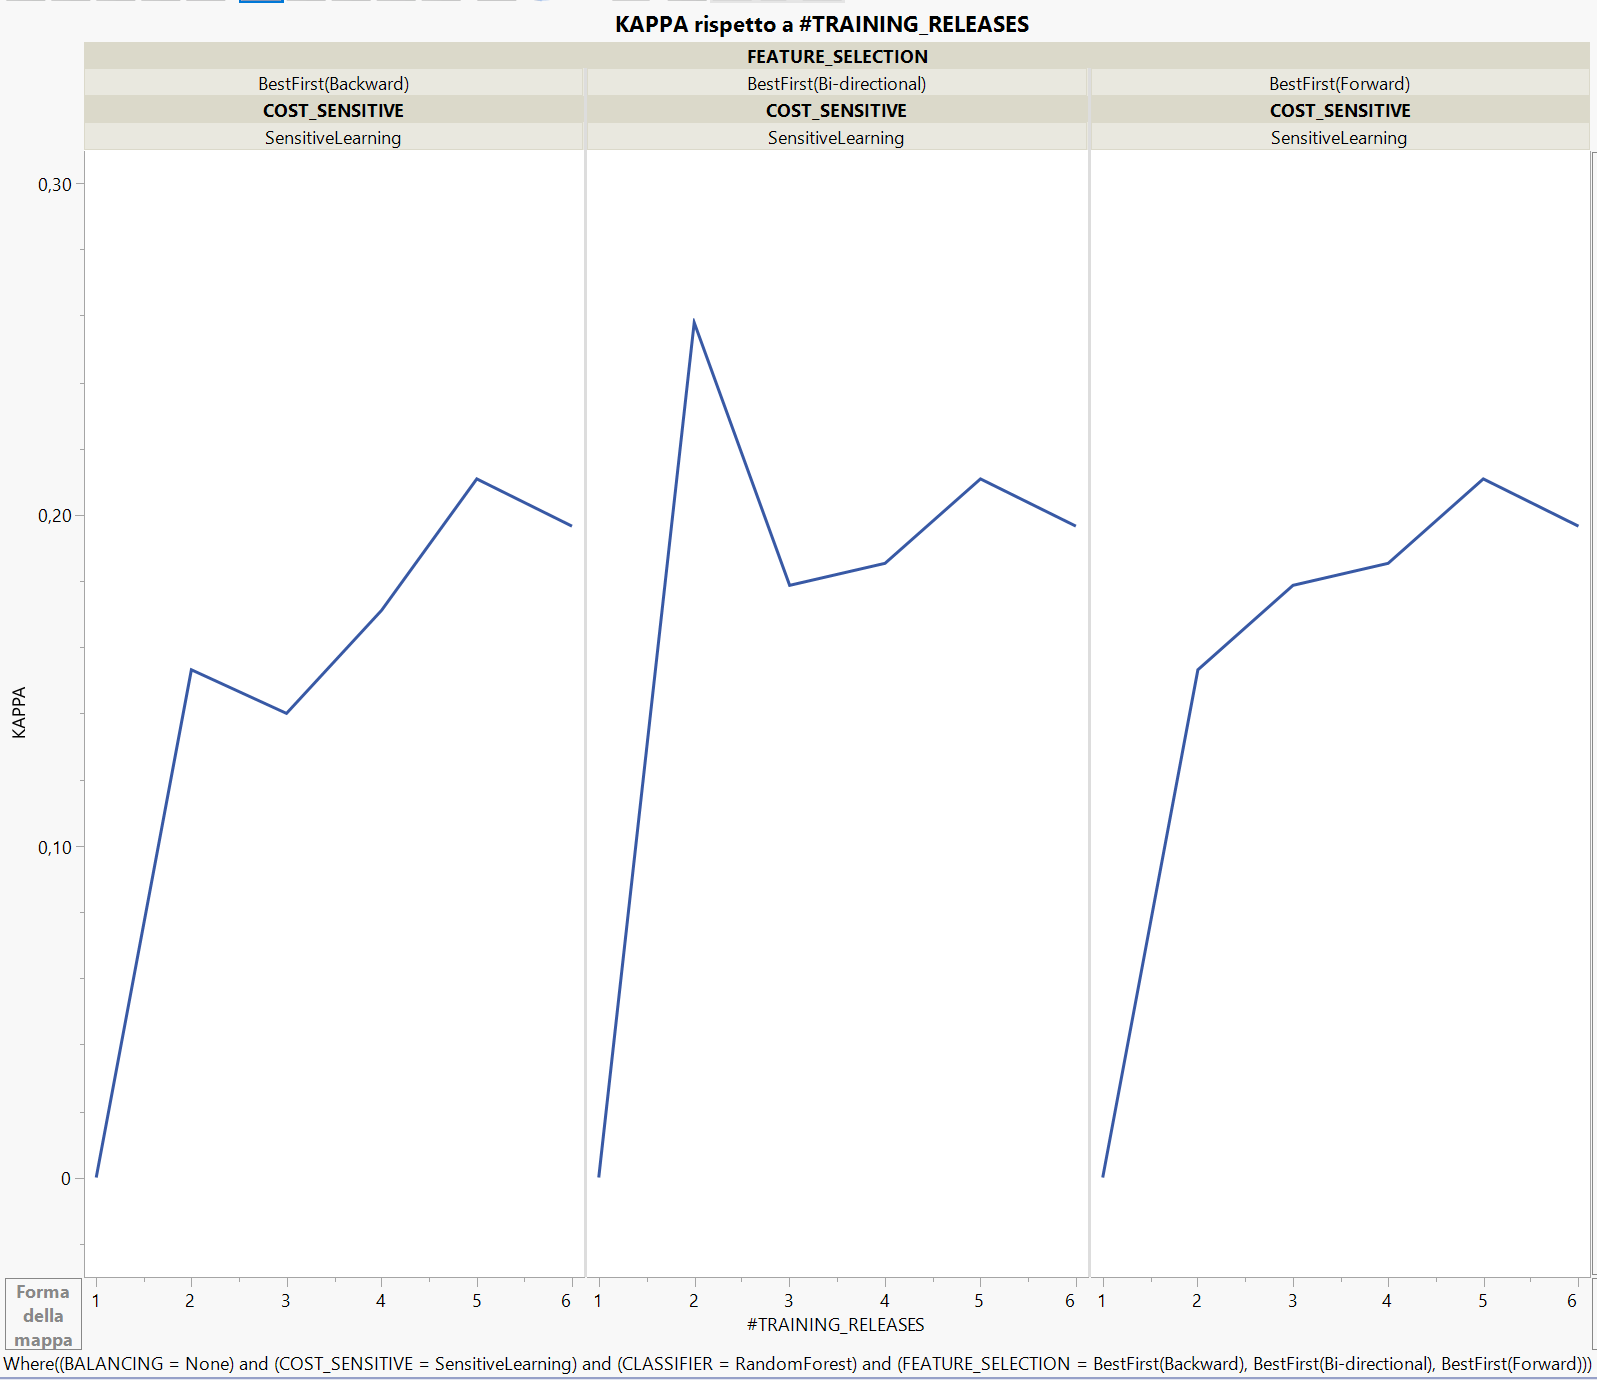 KAPPA rispetto a #TRAINING_RELEASES
FEATURE_SELECTION
BestFirst(Backward) BestFirst(Bi-directional) BestFirst(Forward)
COST_SENSITIVE COST_SENSITIVE COST_SENSITIVE
SensitiveLearning SensitiveLearning SensitiveLearning
0,30
0,20
0,10
0
KAPPA
1 2 3 4 5 6 1 2 3 4 5 6 1 2 3 4 5 6
#TRAINING_RELEASES
Forma
della
mappa
Where((BALANCING = None) and (COST_SENSITIVE = SensitiveLearning) and (CLASSIFIER = RandomForest) and (FEATURE_SELECTION = BestFirst(Backward), BestFirst(Bi-directional), BestFirst(Forward)))